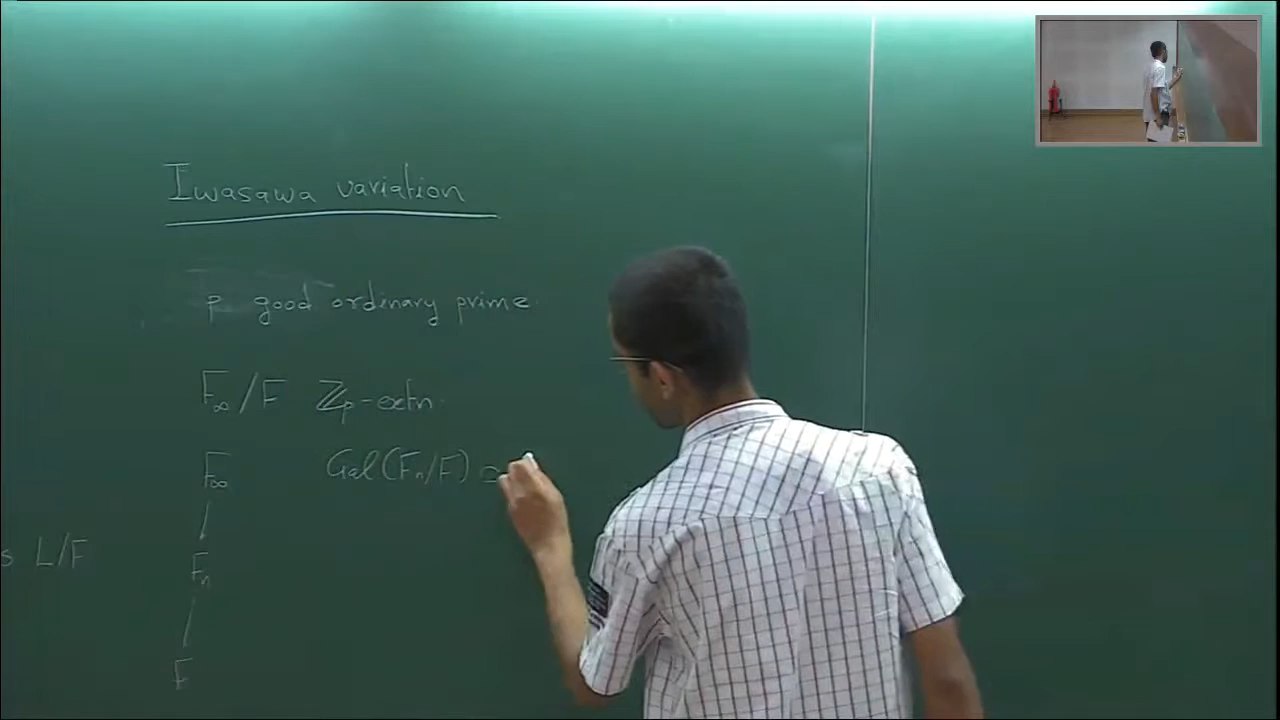 Iwasawa variation
p good ordinary prime.
F∞/F ℤp-extn.
F∞
Gal(Fn/F) ≃
s L/F
Fn
F